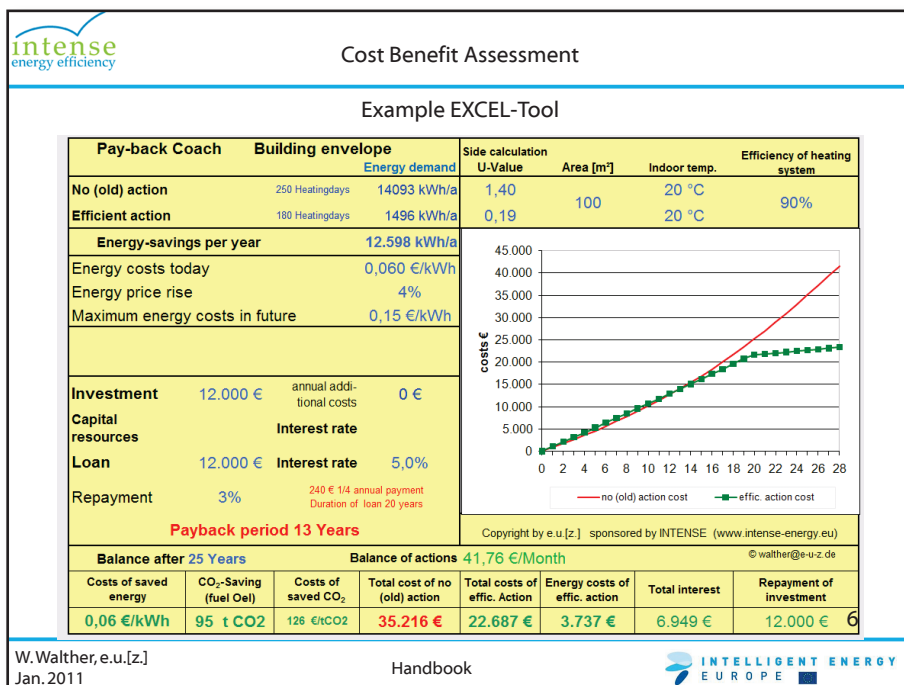 intense
energy efficiency
Cost Benefit Assessment
Example EXCEL-Tool
Pay-back Coach Building envelope
Energy demand
No (old) action 250 Heatingdays 14093 kWh/a
Efficient action 180 Heatingdays 1496 kWh/a
Side calculation
U-Value Area [m²] Indoor temp. Efficiency of heating system
1,40 100 20 °C 90%
0,19 20 °C
Energy-savings per year 12.598 kWh/a
Energy costs today 0,060 €/kWh
Energy price rise 4%
Maximum energy costs in future 0,15 €/kWh
Investment 12.000 € annual addi-
tional costs 0 €
Capital
resources Interest rate
Loan 12.000 € Interest rate 5,0%
Repayment 3% 240 € 1/4 annual payment
Duration of loan 20 years
Payback period 13 Years
costs €
45.000
40.000
35.000
30.000
25.000
20.000
15.000
10.000
5.000
0
0 2 4 6 8 10 12 14 16 18 20 22 24 26 28
no (old) action cost effic. action cost
Copyright by e.u.[z.] sponsored by INTENSE (www.intense-energy.eu)
Balance after 25 Years Balance of actions 41,76 €/Month © walther@e-u-z.de
Costs of saved
energy
CO2-Saving
(fuel Oel)
Costs of
saved CO2
Total cost of no
(old) action
Total costs of
effic. Action
Energy costs of
effic. action
Total interest
Repayment of
investment
0,06 €/kWh 95 t CO2 126 €/tCO2 35.216 € 22.687 € 3.737 € 6.949 € 12.000 €
6
W. Walther, e.u.[z.]
Jan. 2011
Handbook
INTELLIGENT ENERGY
EUROPE